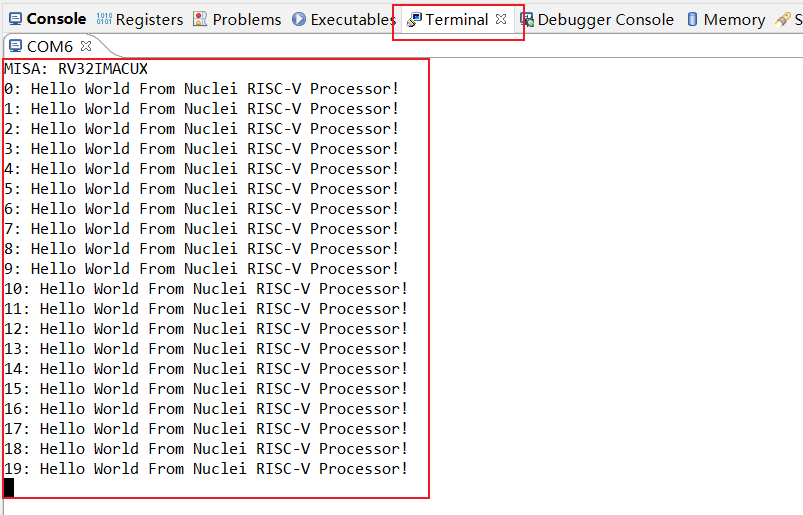 Console Registers Problems Executables Terminal Debugger Console Memory S
COM6
MISA: RV32IMACUX
0: Hello World From Nuclei RISC-V Processor!
1: Hello World From Nuclei RISC-V Processor!
2: Hello World From Nuclei RISC-V Processor!
3: Hello World From Nuclei RISC-V Processor!
4: Hello World From Nuclei RISC-V Processor!
5: Hello World From Nuclei RISC-V Processor!
6: Hello World From Nuclei RISC-V Processor!
7: Hello World From Nuclei RISC-V Processor!
8: Hello World From Nuclei RISC-V Processor!
9: Hello World From Nuclei RISC-V Processor!
10: Hello World From Nuclei RISC-V Processor!
11: Hello World From Nuclei RISC-V Processor!
12: Hello World From Nuclei RISC-V Processor!
13: Hello World From Nuclei RISC-V Processor!
14: Hello World From Nuclei RISC-V Processor!
15: Hello World From Nuclei RISC-V Processor!
16: Hello World From Nuclei RISC-V Processor!
17: Hello World From Nuclei RISC-V Processor!
18: Hello World From Nuclei RISC-V Processor!
19: Hello World From Nuclei RISC-V Processor!